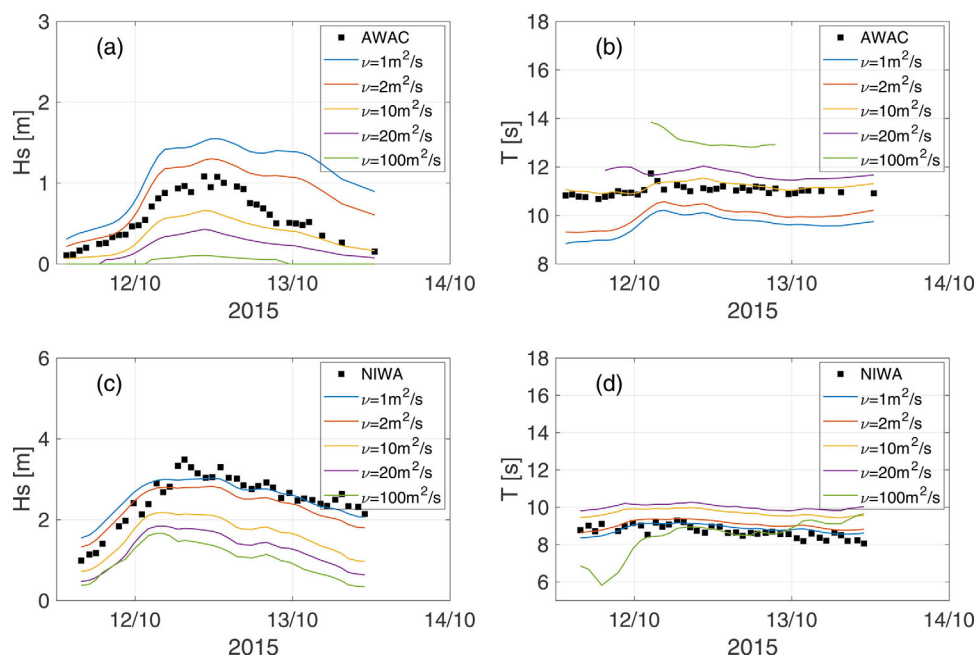 (a)
Hs [m]
3
2
1
0
AWAC
ν=1m²/s
ν=2m²/s
ν=10m²/s
ν=20m²/s
ν=100m²/s
12/10
13/10
14/10
2015
(b)
T [s]
18
16
14
12
10
8
AWAC
ν=1m²/s
ν=2m²/s
ν=10m²/s
ν=20m²/s
ν=100m²/s
12/10
13/10
14/10
2015
(c)
Hs [m]
6
4
2
0
NIWA
ν=1m²/s
ν=2m²/s
ν=10m²/s
ν=20m²/s
ν=100m²/s
12/10
13/10
14/10
2015
(d)
T [s]
18
16
14
12
10
8
6
NIWA
ν=1m²/s
ν=2m²/s
ν=10m²/s
ν=20m²/s
ν=100m²/s
12/10
13/10
14/10
2015